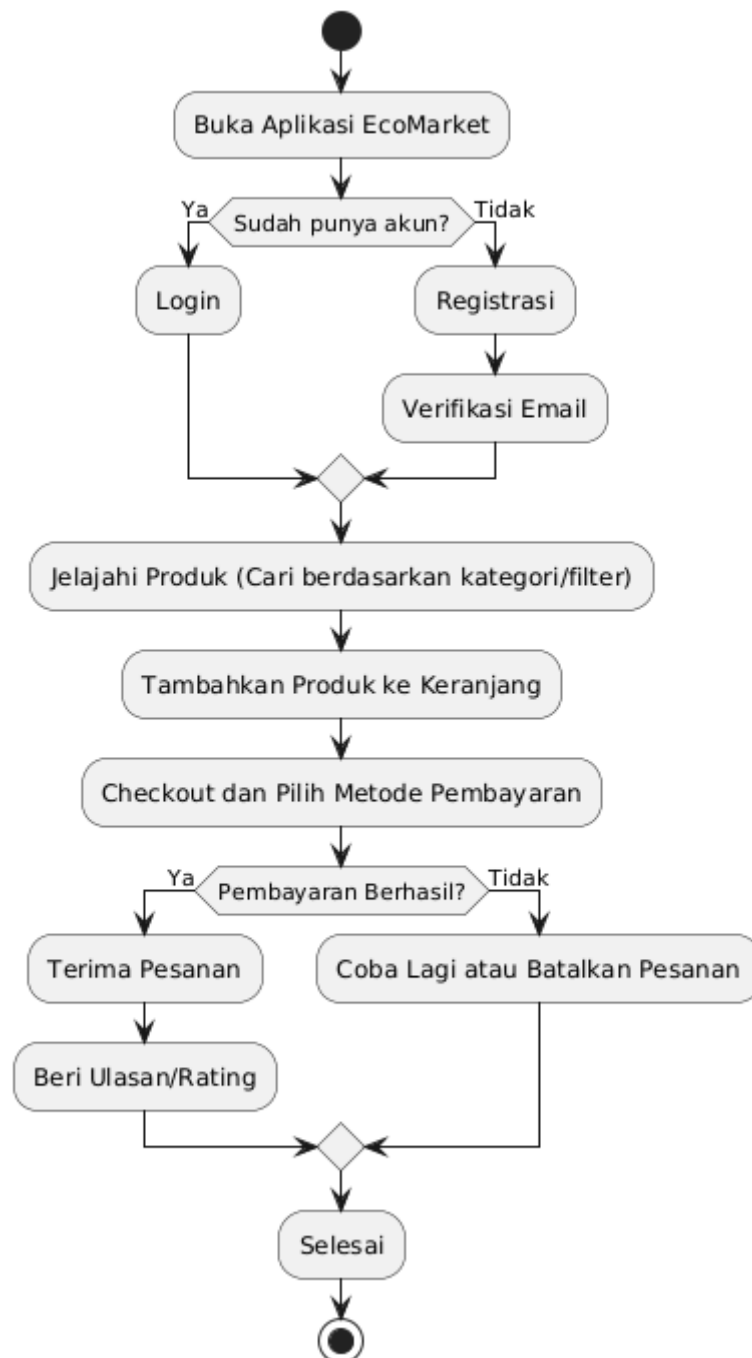 Buka Aplikasi EcoMarket
Ya
Sudah punya akun?
Tidak
Login
Registrasi
Verifikasi Email
Jelajahi Produk (Cari berdasarkan kategori/filter)
Tambahkan Produk ke Keranjang
Checkout dan Pilih Metode Pembayaran
Ya
Pembayaran Berhasil?
Tidak
Terima Pesanan
Coba Lagi atau Batalkan Pesanan
Beri Ulasan/Rating
Selesai